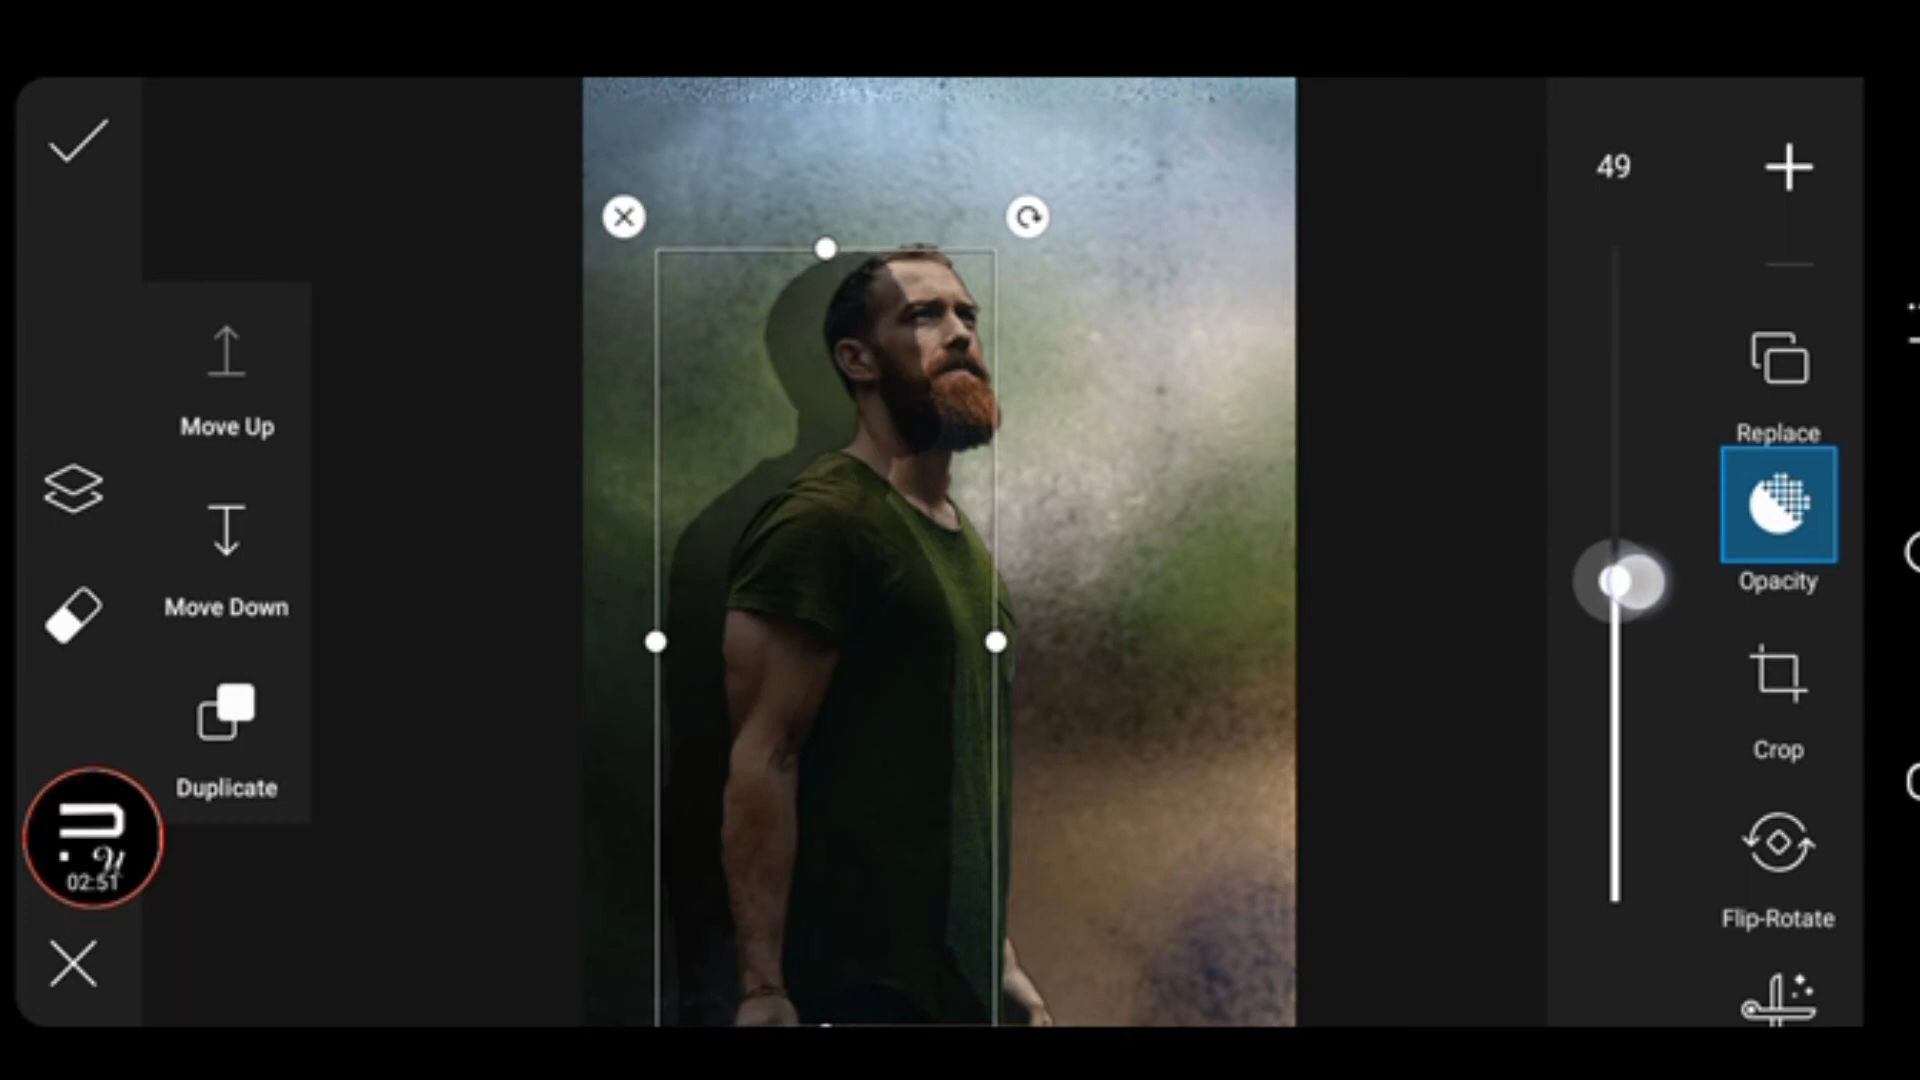 49
Move Up
Replace
Opacity
Move Down
Crop
Duplicate
02:51
Flip-Rotate